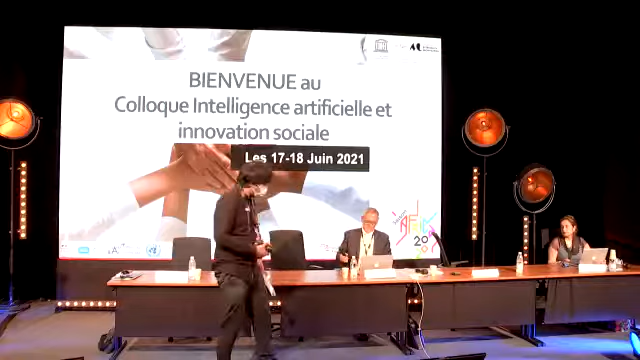 BIENVENUE au
Colloque Intelligence artificielle et
innovation sociale
Les 17-18 Juin 2021